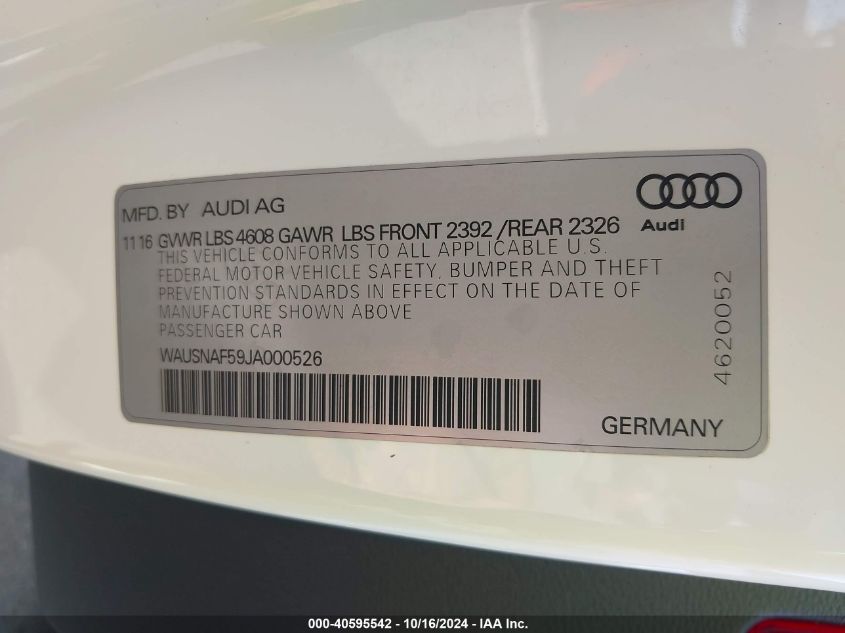 MFD. BY AUDI AG
Audi
11 16 GVWR LBS 4608 GAWR LBS FRONT 2392 /REAR 2326
THIS VEHICLE CONFORMS TO ALL APPLICABLE U.S.
FEDERAL MOTOR VEHICLE SAFETY, BUMPER AND THEFT
PREVENTION STANDARDS IN EFFECT ON THE DATE OF
MANUFACTURE SHOWN ABOVE
PASSENGER CAR
WAUSNAF59JA000526
4620052
GERMANY
000-40595542 - 10/16/2024 - IAA Inc.